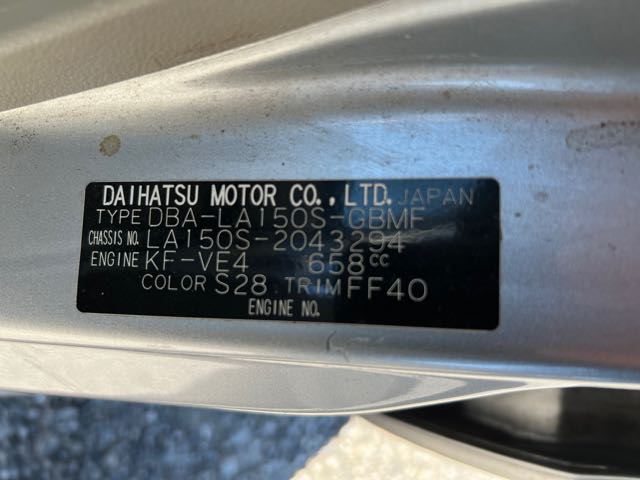 DAIHATSU MOTOR CO., LTD. JAPAN
TYPE DBA-LA150S-GBMF
CHASSIS NO. LA150S-2043294
ENGINE KF-VE4 658cc
COLOR S28 TRIM FF40
ENGINE NO.